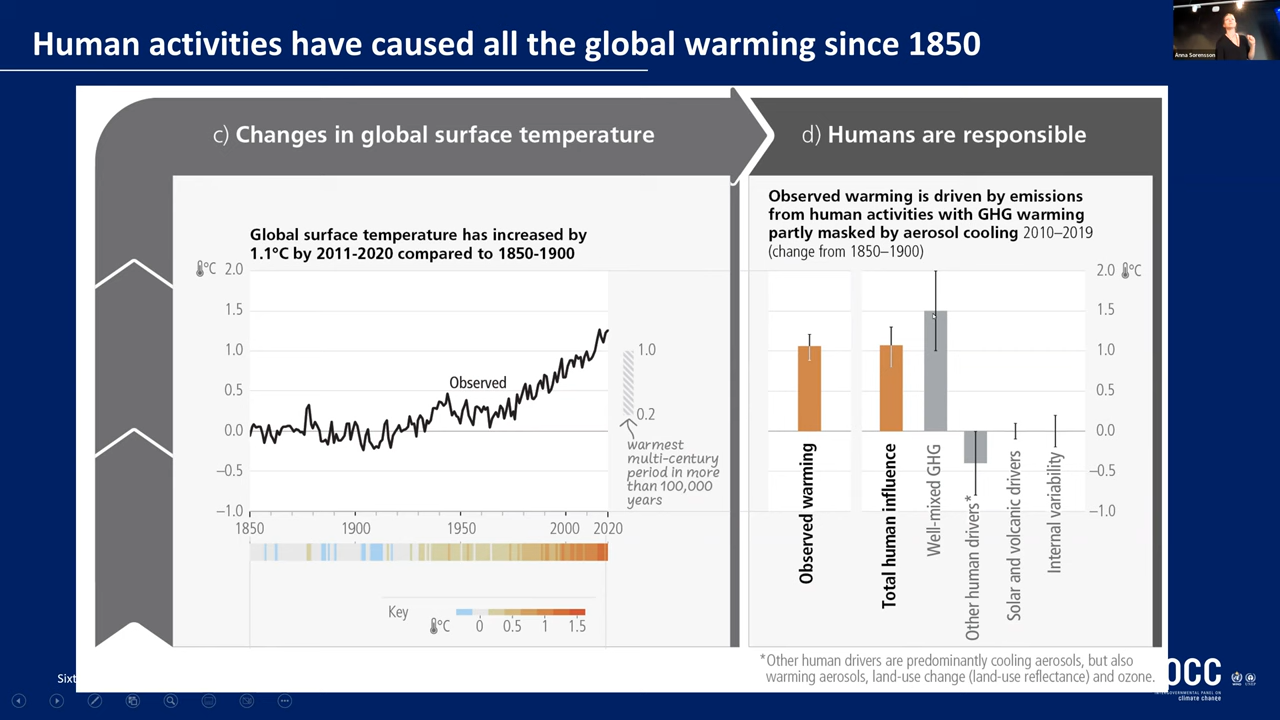 Human activities have caused all the global warming since 1850
Anna Sörensson
c) Changes in global surface temperature
d) Humans are responsible
Global surface temperature has increased by
1.1°C by 2011-2020 compared to 1850-1900
°C
2.0
1.5
1.0
0.5
0.0
−0.5
−1.0
Observed
1.0
0.2
warmest
multi-century
period in more
than 100,000
years
1850
1900
1950
2000
2020
Key
°C
0
0.5
1
1.5
Observed warming is driven by emissions
from human activities with GHG warming
partly masked by aerosol cooling 2010–2019
(change from 1850–1900)
2.0 °C
1.5
1.0
0.5
0.0
−0.5
−1.0
Observed warming
Total human influence
Well-mixed GHG
Other human drivers*
Solar and volcanic drivers
Internal variability
*Other human drivers are predominantly cooling aerosols, but also
warming aerosols, land-use change (land-use reflectance) and ozone.
Sixt
INTERGOVERNMENTAL PANEL ON
climate change